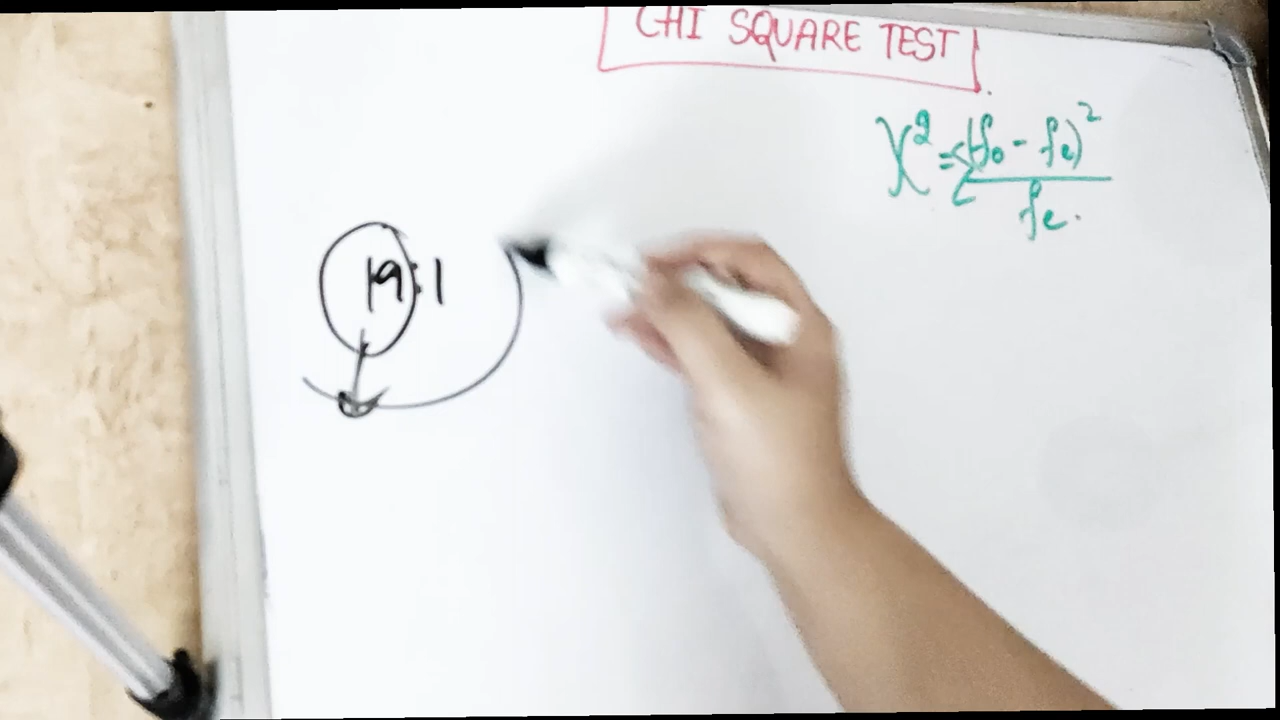 CHI SQUARE TEST
χ² = Σ(fo - fe)² / fe.
19:1